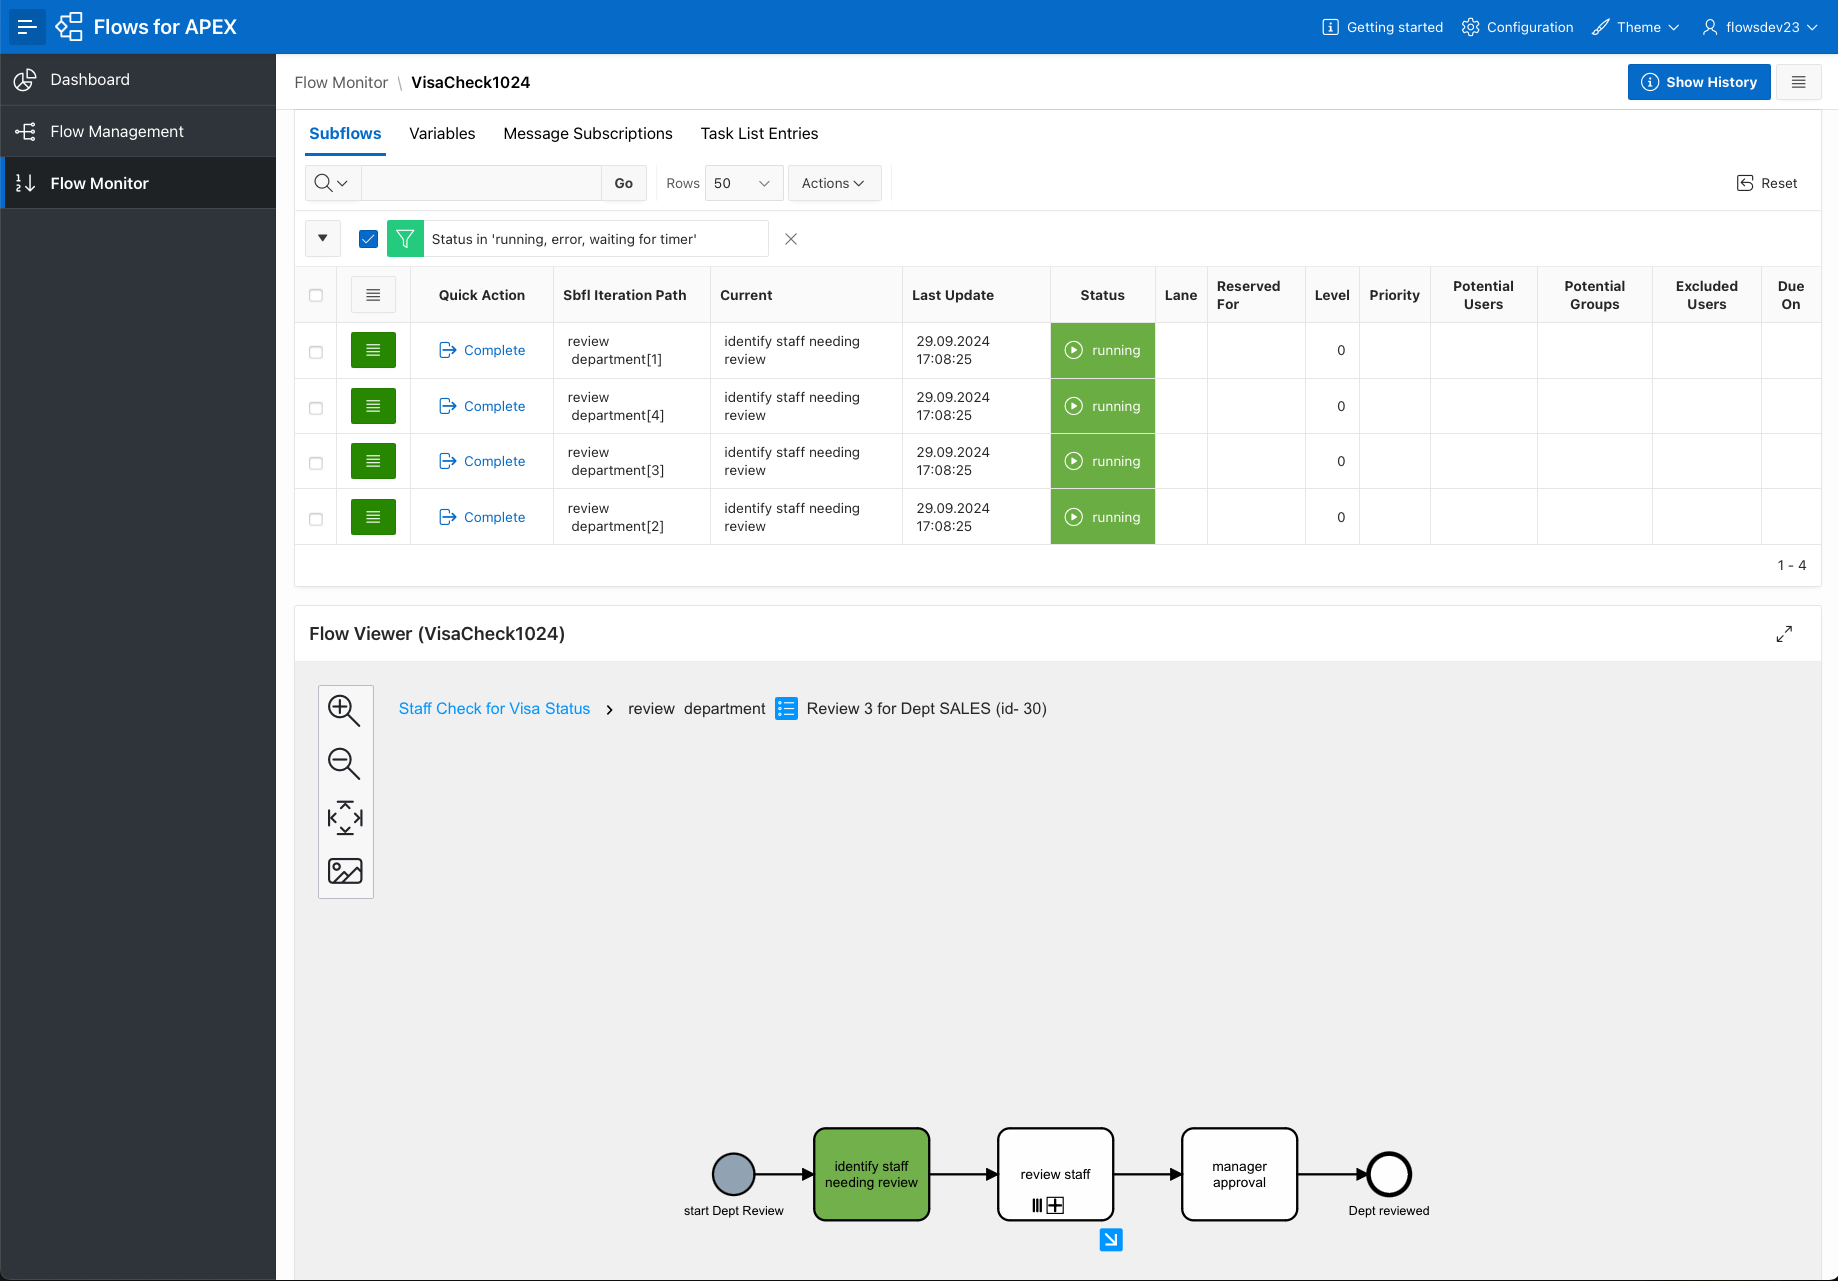 Flows for APEX
Getting started
Configuration
Theme
flowsdev23
Dashboard
Flow Management
Flow Monitor
Flow Monitor \ VisaCheck1024
Show History
Subflows
Variables
Message Subscriptions
Task List Entries
Go
Rows
50
Actions
Reset
Status in 'running, error, waiting for timer'
Quick Action
Sbfl Iteration Path
Current
Last Update
Status
Lane
Reserved
For
Level
Priority
Potential
Users
Potential
Groups
Excluded
Users
Due
On
Complete
review
department[1]
identify staff needing
review
29.09.2024
17:08:25
running
0
Complete
review
department[4]
identify staff needing
review
29.09.2024
17:08:25
running
0
Complete
review
department[3]
identify staff needing
review
29.09.2024
17:08:25
running
0
Complete
review
department[2]
identify staff needing
review
29.09.2024
17:08:25
running
0
1 - 4
Flow Viewer (VisaCheck1024)
Staff Check for Visa Status
review department
Review 3 for Dept SALES (id- 30)
start Dept Review
identify staff
needing review
review staff
manager
approval
Dept reviewed